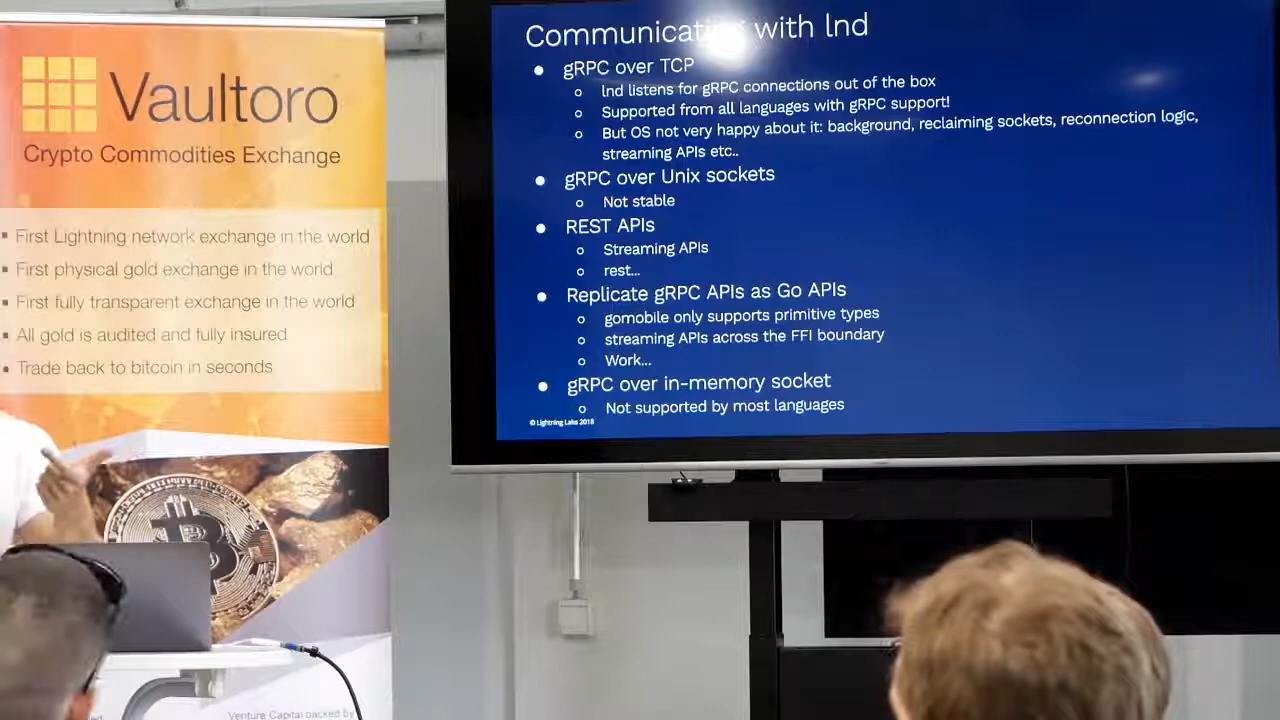 Vaultoro
Crypto Commodities Exchange
▪ First Lightning network exchange in the world
▪ First physical gold exchange in the world
▪ First fully transparent exchange in the world
▪ All gold is audited and fully insured
▪ Trade back to bitcoin in seconds
Venture Capital backed by
with lnd
● gRPC over TCP
○ lnd listens for gRPC connections out of the box
○ Supported from all languages with gRPC support!
○ But OS not very happy about it: background, reclaiming sockets, reconnection logic,
streaming APIs etc..
● gRPC over Unix sockets
○ Not stable
● REST APIs
○ Streaming APIs
○ rest...
● Replicate gRPC APIs as Go APIs
○ gomobile only supports primitive types
○ streaming APIs across the FFI boundary
○ Work...
● gRPC over in-memory socket
○ Not supported by most languages
© Lightning Labs 2018